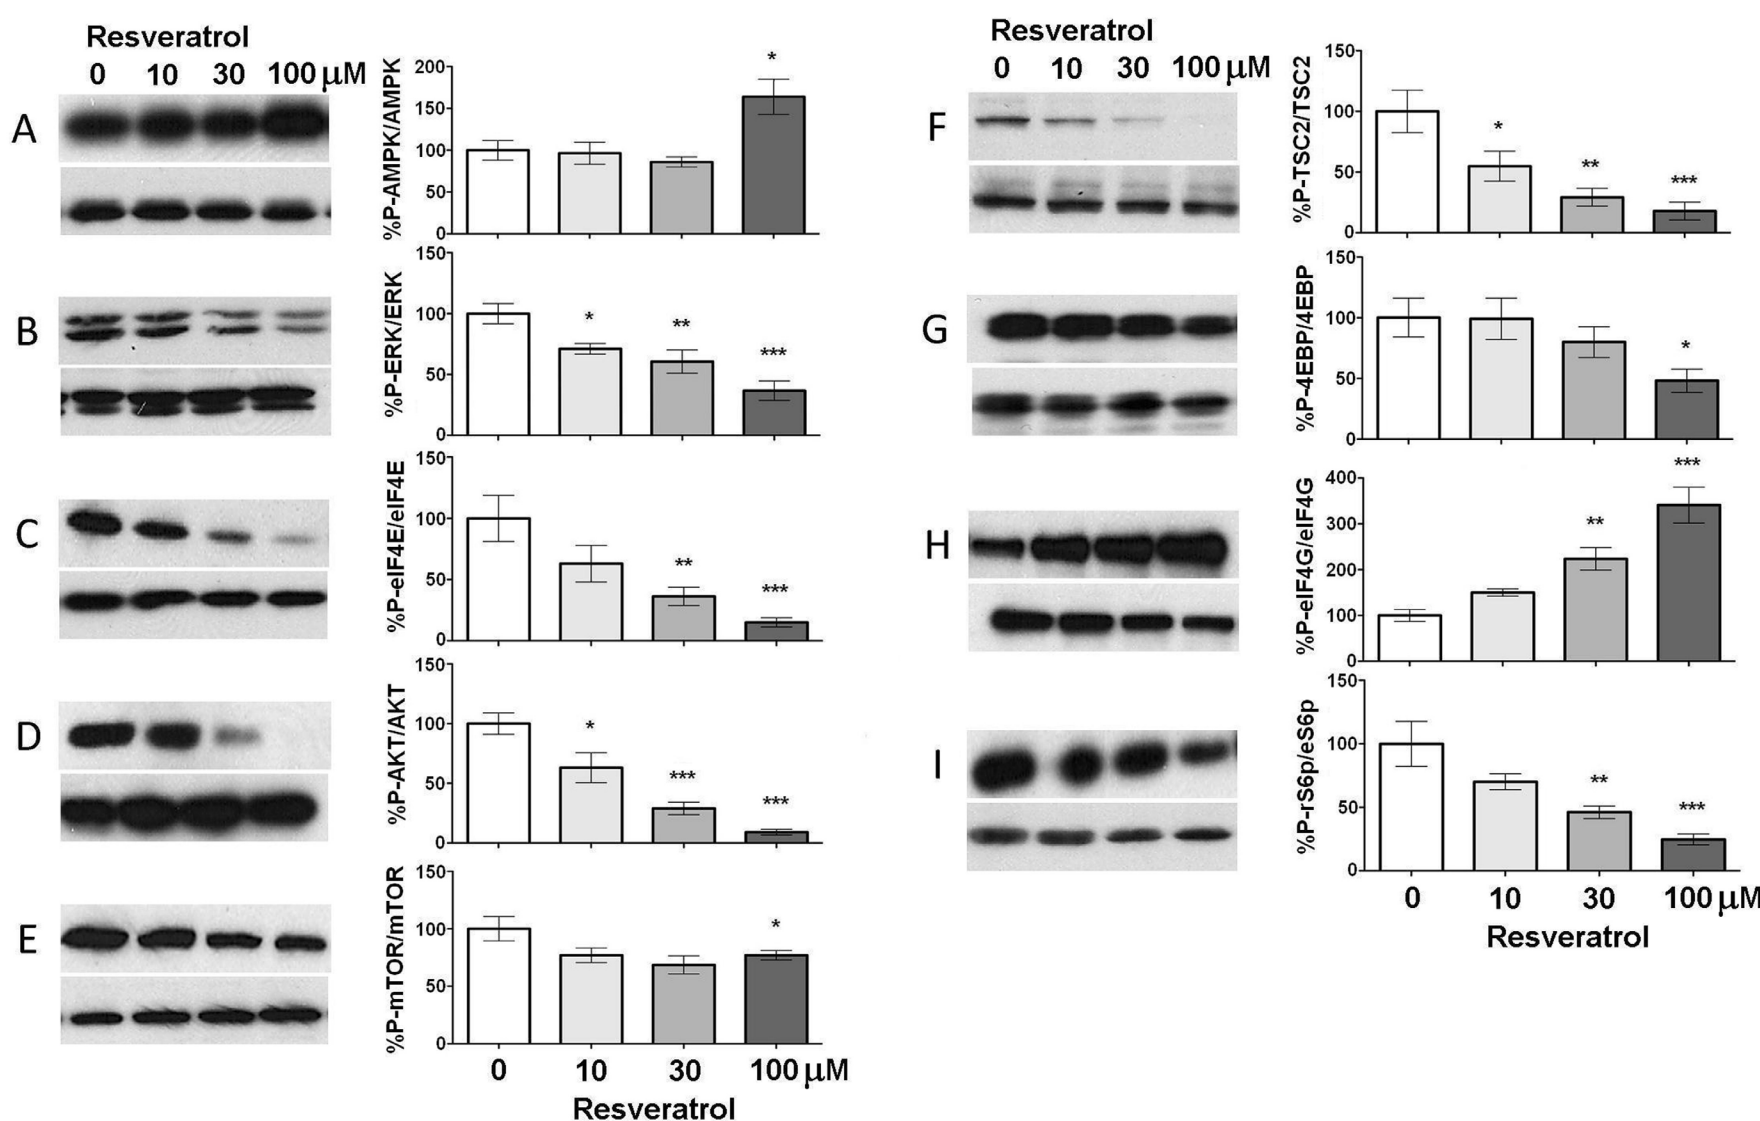 Resveratrol
0 10 30 100 μM
A
%P-AMPK/AMPK
200
150
100
50
0
*
B
%P-ERK/ERK
150
100
50
0
* ** ***
C
%P-eIF4E/eIF4E
150
100
50
0
** ***
D
%P-AKT/AKT
150
100
50
0
* *** ***
E
%P-mTOR/mTOR
150
100
50
0
*
0 10 30 100 μM
Resveratrol
Resveratrol
0 10 30 100 μM
F
%P-TSC2/TSC2
150
100
50
0
* ** ***
G
%P-4EBP/4EBP
150
100
50
0
*
H
%P-eIF4G/eIF4G
400
300
200
100
0
** ***
I
%P-rS6p/eS6p
150
100
50
0
** ***
0 10 30 100 μM
Resveratrol